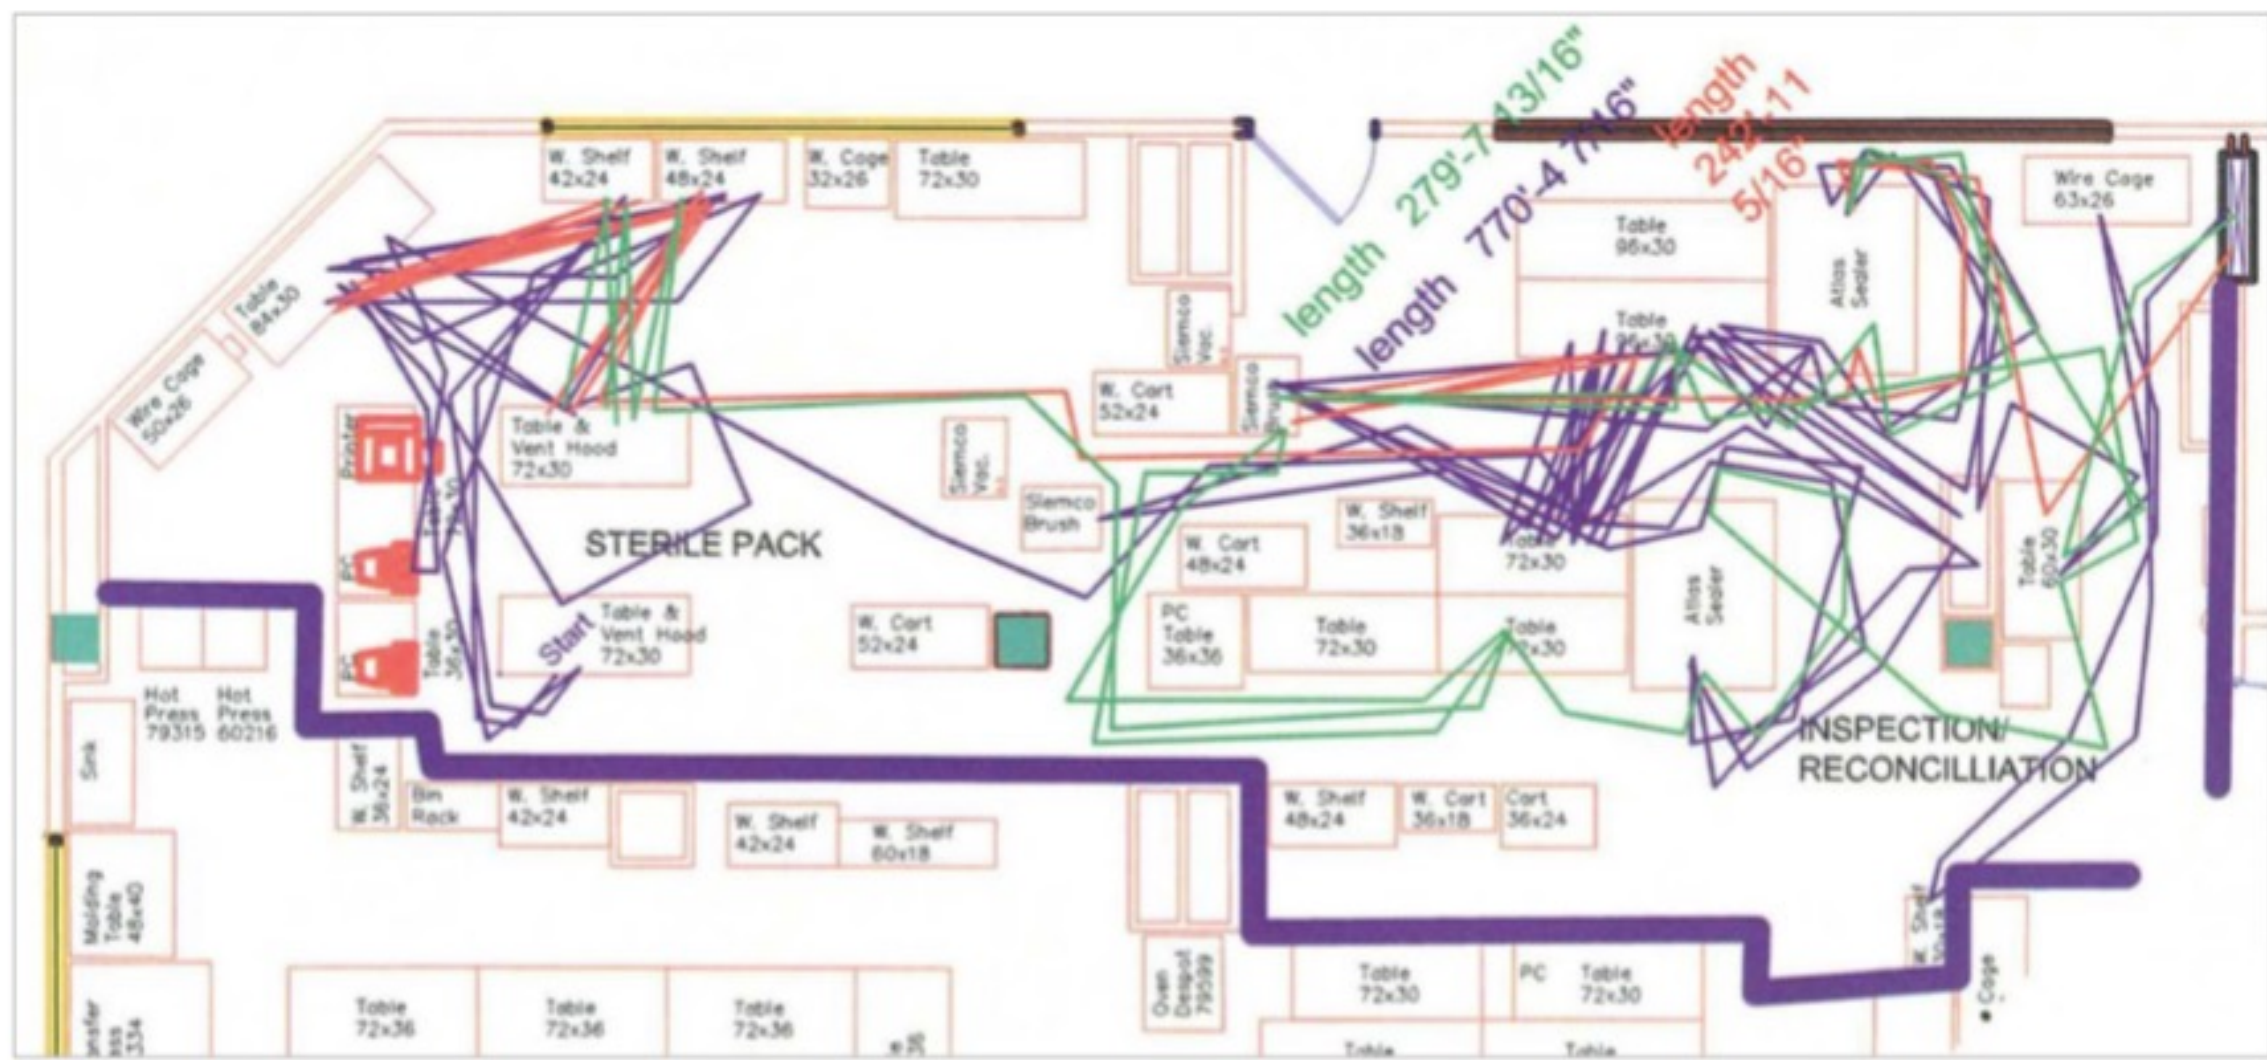 length 279'-7 13/16"
length 770'-4 7/16"
length
242'-11
5/16"
W. Shelf
42x24
W. Shelf
48x24
W. Cage
32x26
Table
72x30
Wire Cage
63x26
Table
96x30
Atlas
Sealer
Table
96x30
Table
84x30
Wire Cage
50x26
Siemco
Vac.
W. Cart
52x24
Siemco
Brush
Printer
Table &
Vent Hood
72x30
Siemco
Vac.
Siemco
Brush
W. Shelf
36x18
Table
72x30
W. Cart
48x24
STERILE PACK
PC
Table
60x30
Atlas
Sealer
Start
Table &
Vent Hood
72x30
W. Cart
52x24
PC
Table
36x36
Table
72x30
Table
72x30
PC
Table
36x30
Hot
Press
79315
Hot
Press
60216
INSPECTION/
RECONCILLIATION
Sink
W. Shelf
36x24
Bin
Rack
W. Shelf
42x24
W. Shelf
42x24
W. Shelf
60x18
W. Shelf
48x24
W. Cart
36x18
Cart
36x24
Molding
Table
48x40
W. Shelf
Cage
Oven
Despat
79599
Table
72x30
PC
Table
72x30
Table
72x36
Table
72x36
Table
72x36
Table
Table